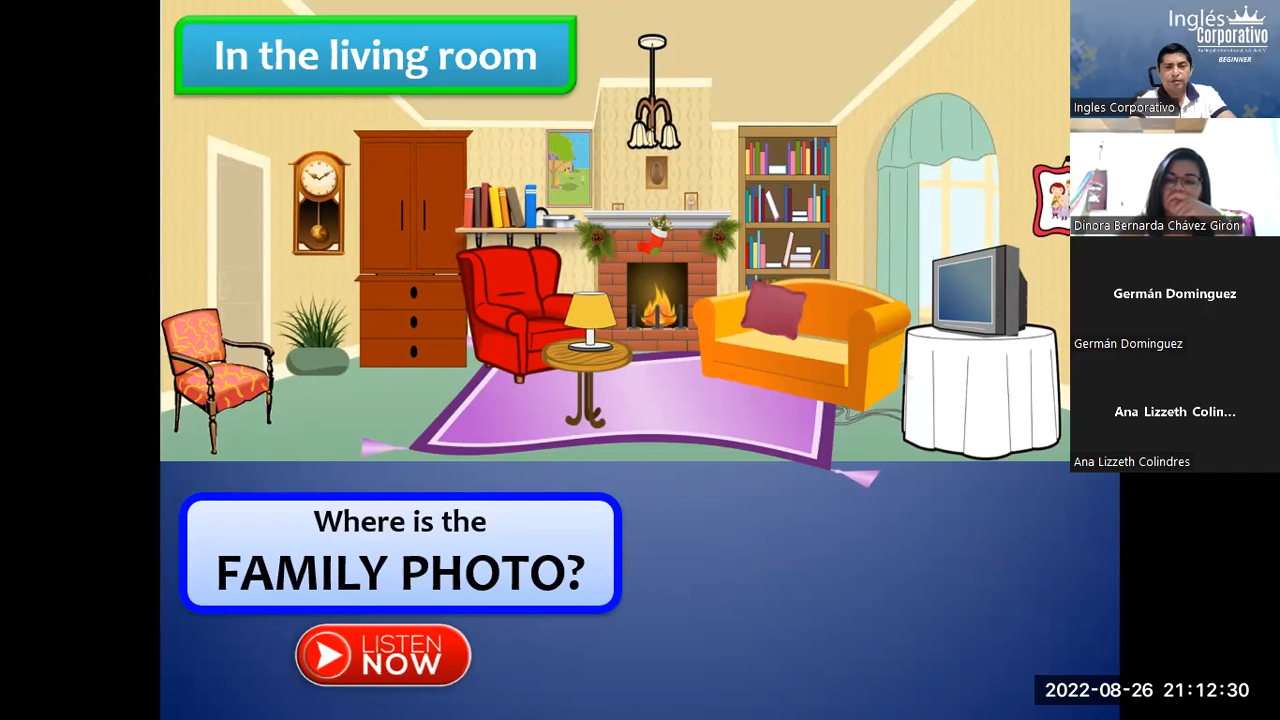 In the living room
Where is the
FAMILY PHOTO?
LISTEN
NOW
Inglés
Corporativo
BEGINNER
Ingles Corporativo
Dinora Bernarda Chávez Girón
Germán Dominguez
Germán Dominguez
Ana Lizzeth Colin...
Ana Lizzeth Colindres
2022-08-26 21:12:30